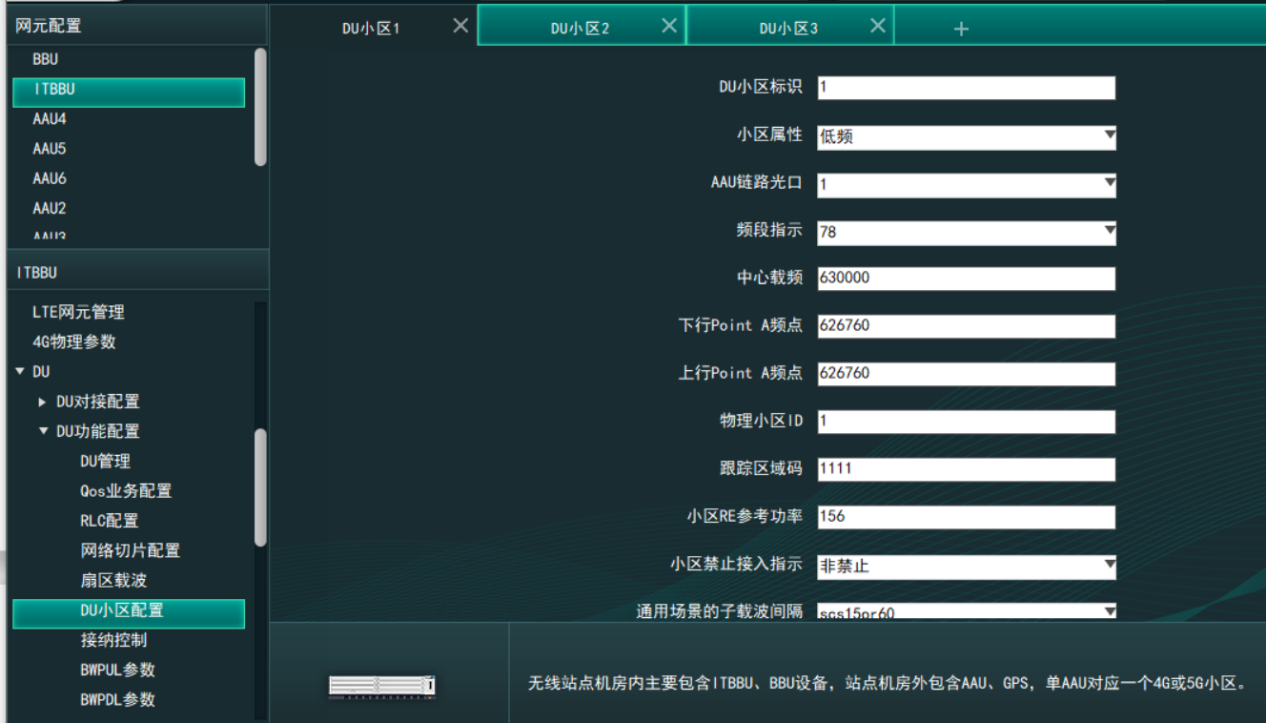 网元配置
BBU
ITBBU
AAU4
AAU5
AAU6
AAU2
AAU3
ITBBU
LTE网元管理
4G物理参数
DU
DU对接配置
DU功能配置
DU管理
Qos业务配置
RLC配置
网络切片配置
扇区载波
DU小区配置
接纳控制
BWPUL参数
BWPDL参数
DU小区1 DU小区2 DU小区3 +
DU小区标识 1
小区属性 低频
AAU链路光口 1
频段指示 78
中心载频 630000
下行Point A频点 626760
上行Point A频点 626760
物理小区ID 1
跟踪区域码 1111
小区RE参考功率 156
小区禁止接入指示 非禁止
通用场景的子载波间隔 scs15or60
无线站点机房内主要包含ITBBU、BBU设备，站点机房外包含AAU、GPS，单AAU对应一个4G或5G小区。